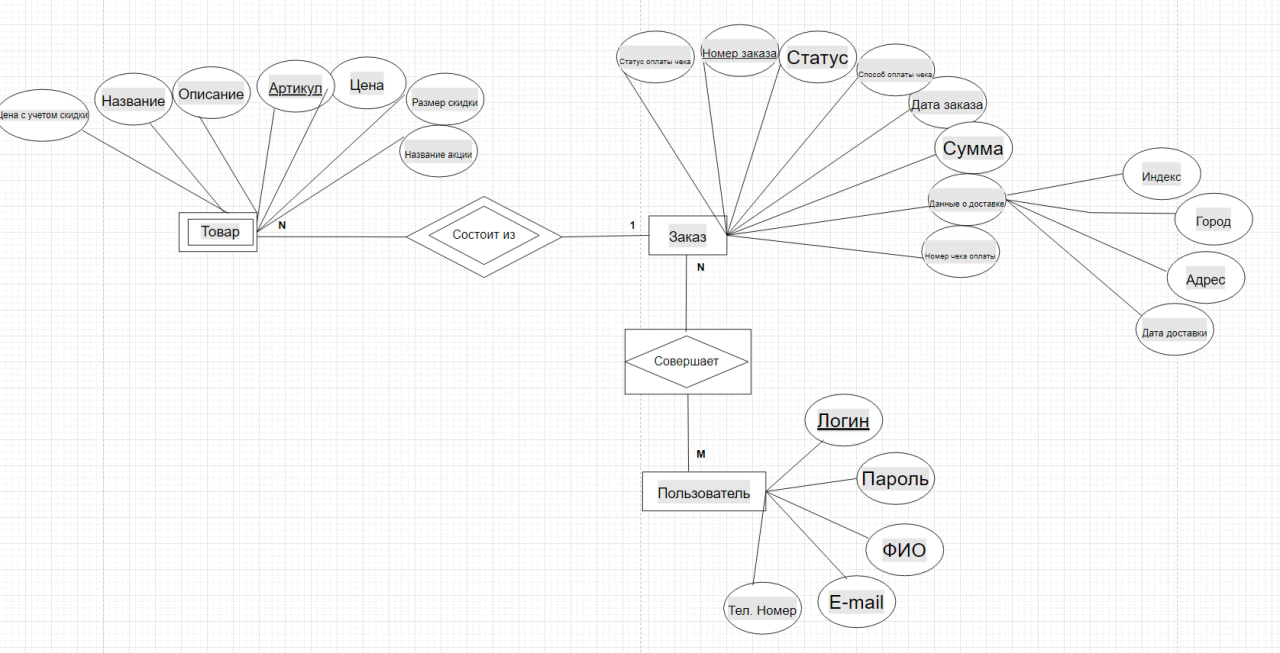 Статус оплаты чека
Номер заказа
Статус
Способ оплаты чека
Дата заказа
Сумма
Данные о доставке
Номер чека оплаты
Цена с учетом скидки
Название
Описание
Артикул
Цена
Размер скидки
Название акции
Товар
N
Состоит из
1
Заказ
Индекс
Город
Адрес
Дата доставки
N
Совершает
M
Пользователь
Логин
Пароль
ФИО
E-mail
Тел. Номер